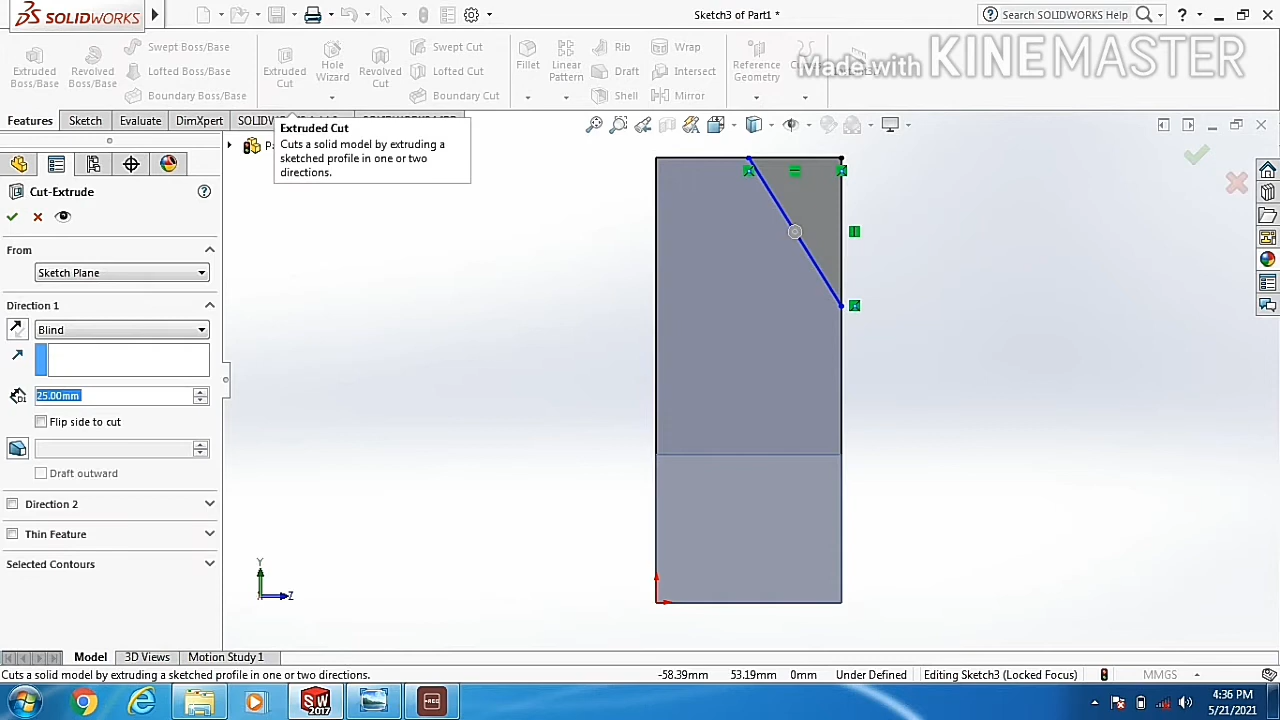 SOLIDWORKS
Sketch3 of Part1 *
Search SOLIDWORKS Help
Extruded Boss/Base
Revolved Boss/Base
Swept Boss/Base
Lofted Boss/Base
Boundary Boss/Base
Extruded Cut
Hole Wizard
Revolved Cut
Swept Cut
Lofted Cut
Boundary Cut
Fillet
Linear Pattern
Rib
Draft
Shell
Wrap
Intersect
Mirror
Reference Geometry
Made with KINEMASTER
Features
Sketch
Evaluate
DimXpert
Extruded Cut
Cuts a solid model by extruding a
sketched profile in one or two
directions.
Cut-Extrude
From
Sketch Plane
Direction 1
Blind
25.00mm
Flip side to cut
Draft outward
Direction 2
Thin Feature
Selected Contours
Y
Z
Model
3D Views
Motion Study 1
Cuts a solid model by extruding a sketched profile in one or two directions.
-58.39mm
53.19mm
0mm
Under Defined
Editing Sketch3 (Locked Focus)
MMGS
SW 2017
REC
4:36 PM
5/21/2021